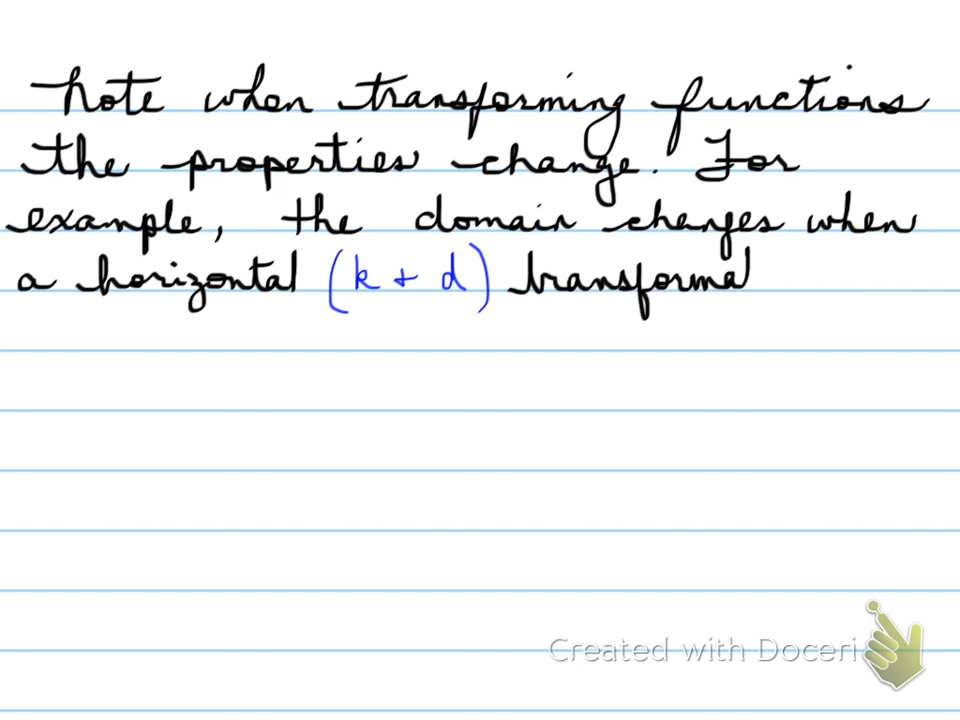 Note when transforming functions
the properties change. For
example, the domain changes when
a horizontal (k + d) transforma
Created with Doceri